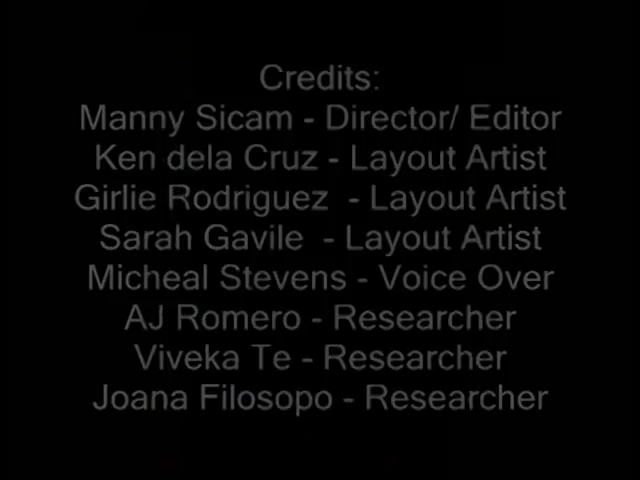 Credits:
Manny Sicam - Director/ Editor
Ken dela Cruz - Layout Artist
Girlie Rodriguez  - Layout Artist
Sarah Gavile  - Layout Artist
Micheal Stevens - Voice Over
AJ Romero - Researcher
Viveka Te - Researcher
Joana Filosopo - Researcher